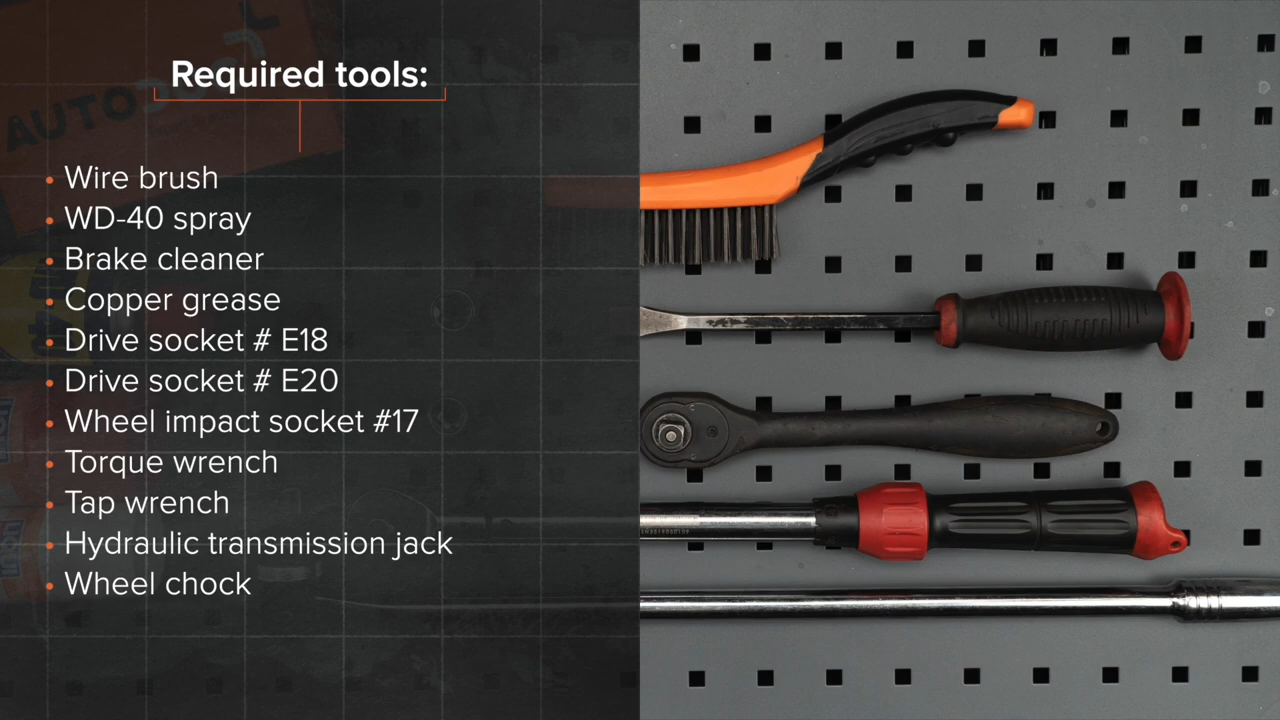 Required tools:
• Wire brush
• WD-40 spray
• Brake cleaner
• Copper grease
• Drive socket # E18
• Drive socket # E20
• Wheel impact socket #17
• Torque wrench
• Tap wrench
• Hydraulic transmission jack
• Wheel chock